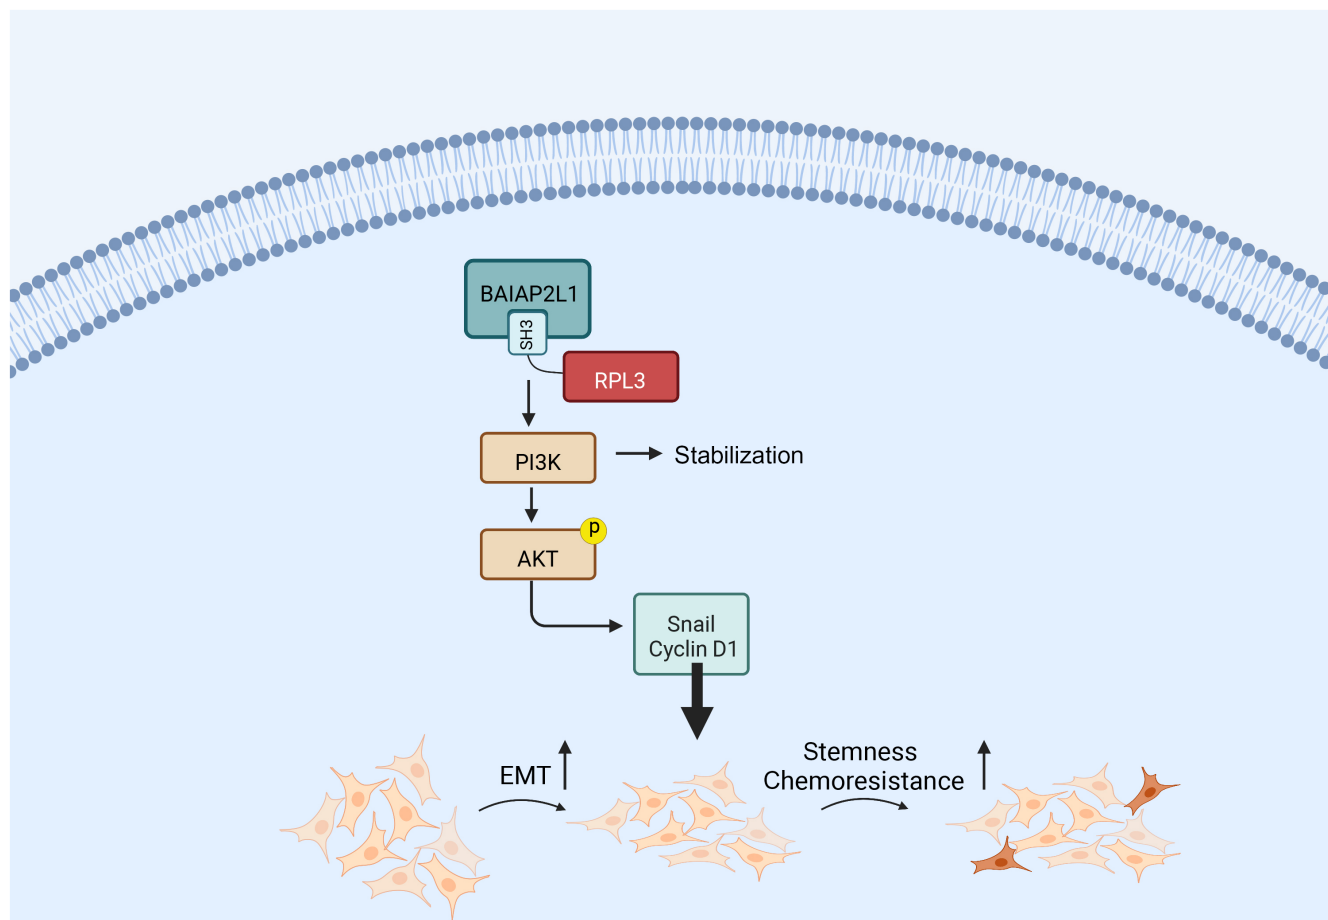 BAIAP2L1
SH3
RPL3
PI3K
Stabilization
p
AKT
Snail
Cyclin D1
EMT
Stemness
Chemoresistance